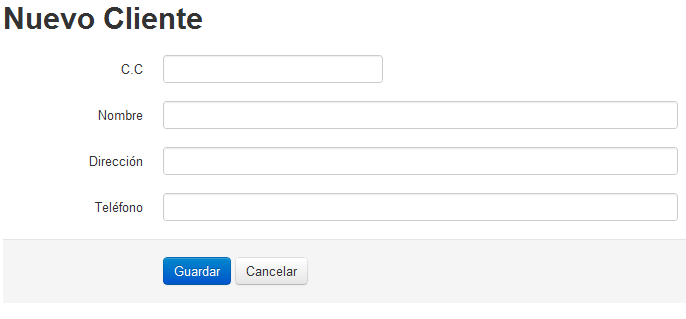 Nuevo Cliente
C.C
Nombre
Dirección
Teléfono
Guardar Cancelar